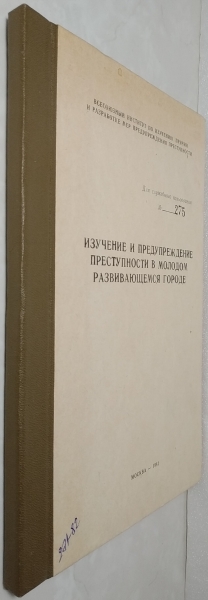 ВСЕСОЮЗНЫЙ ИНСТИТУТ ПО ИЗУЧЕНИЮ ПРИЧИН
И РАЗРАБОТКЕ МЕР ПРЕДУПРЕЖДЕНИЯ ПРЕСТУПНОСТИ
Для служебного пользования
275
ИЗУЧЕНИЕ И ПРЕДУПРЕЖДЕНИЕ
ПРЕСТУПНОСТИ В МОЛОДОМ
РАЗВИВАЮЩЕМСЯ ГОРОДЕ
МОСКВА —